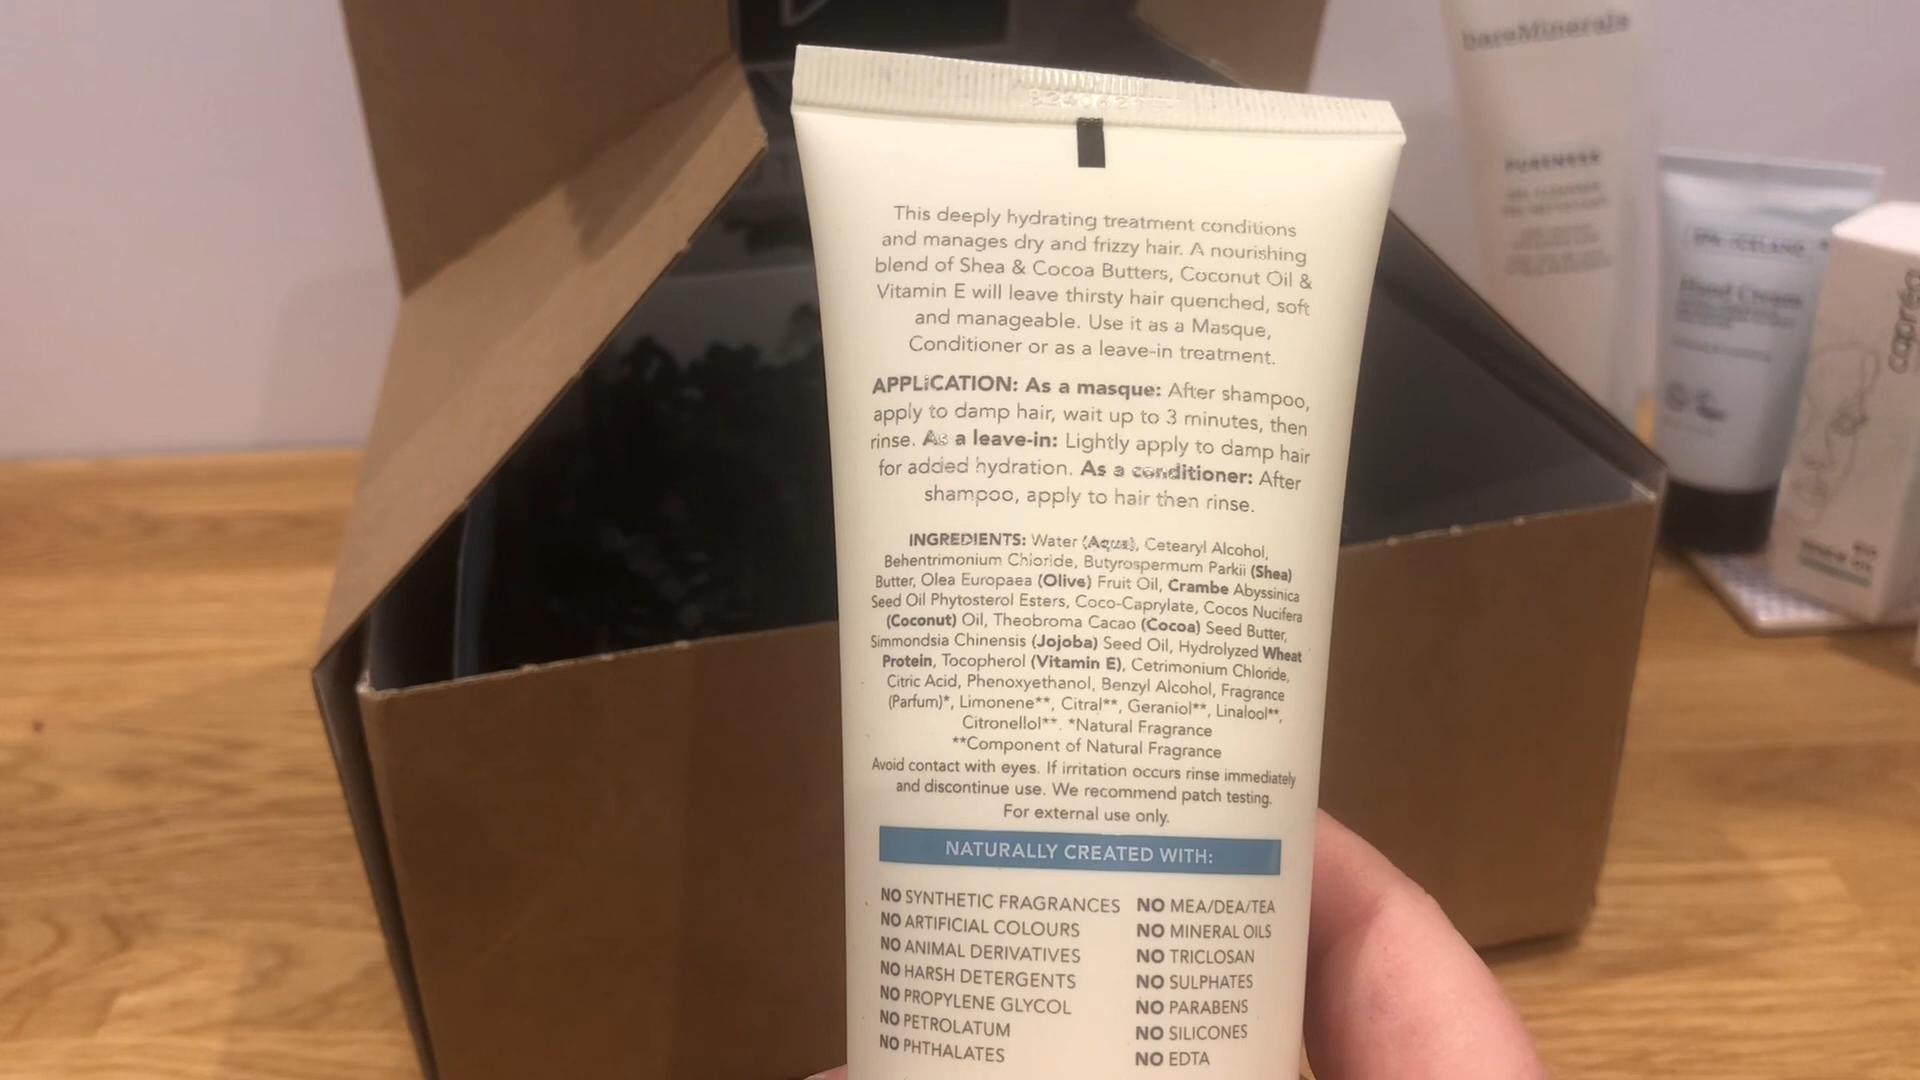 This deeply hydrating treatment conditions
and manages dry and frizzy hair. A nourishing
blend of Shea & Cocoa Butters, Coconut Oil &
Vitamin E will leave thirsty hair quenched, soft
and manageable. Use it as a Masque,
Conditioner or as a leave-in treatment.
APPLICATION: As a masque: After shampoo,
apply to damp hair, wait up to 3 minutes, then
rinse. As a leave-in: Lightly apply to damp hair
for added hydration. As a conditioner: After
shampoo, apply to hair then rinse.
INGREDIENTS: Water (Aqua), Cetearyl Alcohol,
Behentrimonium Chloride, Butyrospermum Parkii (Shea)
Butter, Olea Europaea (Olive) Fruit Oil, Crambe Abyssinica
Seed Oil Phytosterol Esters, Coco-Caprylate, Cocos Nucifera
(Coconut) Oil, Theobroma Cacao (Cocoa) Seed Butter,
Simmondsia Chinensis (Jojoba) Seed Oil, Hydrolyzed Wheat
Protein, Tocopherol (Vitamin E), Cetrimonium Chloride,
Citric Acid, Phenoxyethanol, Benzyl Alcohol, Fragrance
(Parfum)*, Limonene**, Citral**, Geraniol**, Linalool**,
Citronellol**. *Natural Fragrance
**Component of Natural Fragrance
Avoid contact with eyes. If irritation occurs rinse immediately
and discontinue use. We recommend patch testing.
For external use only.
NATURALLY CREATED WITH:
NO SYNTHETIC FRAGRANCES
NO ARTIFICIAL COLOURS
NO ANIMAL DERIVATIVES
NO HARSH DETERGENTS
NO PROPYLENE GLYCOL
NO PETROLATUM
NO PHTHALATES
NO MEA/DEA/TEA
NO MINERAL OILS
NO TRICLOSAN
NO SULPHATES
NO PARABENS
NO SILICONES
NO EDTA
bareMinerals
PURENESS
GEL CLEANSER
Hand Cream
capréa